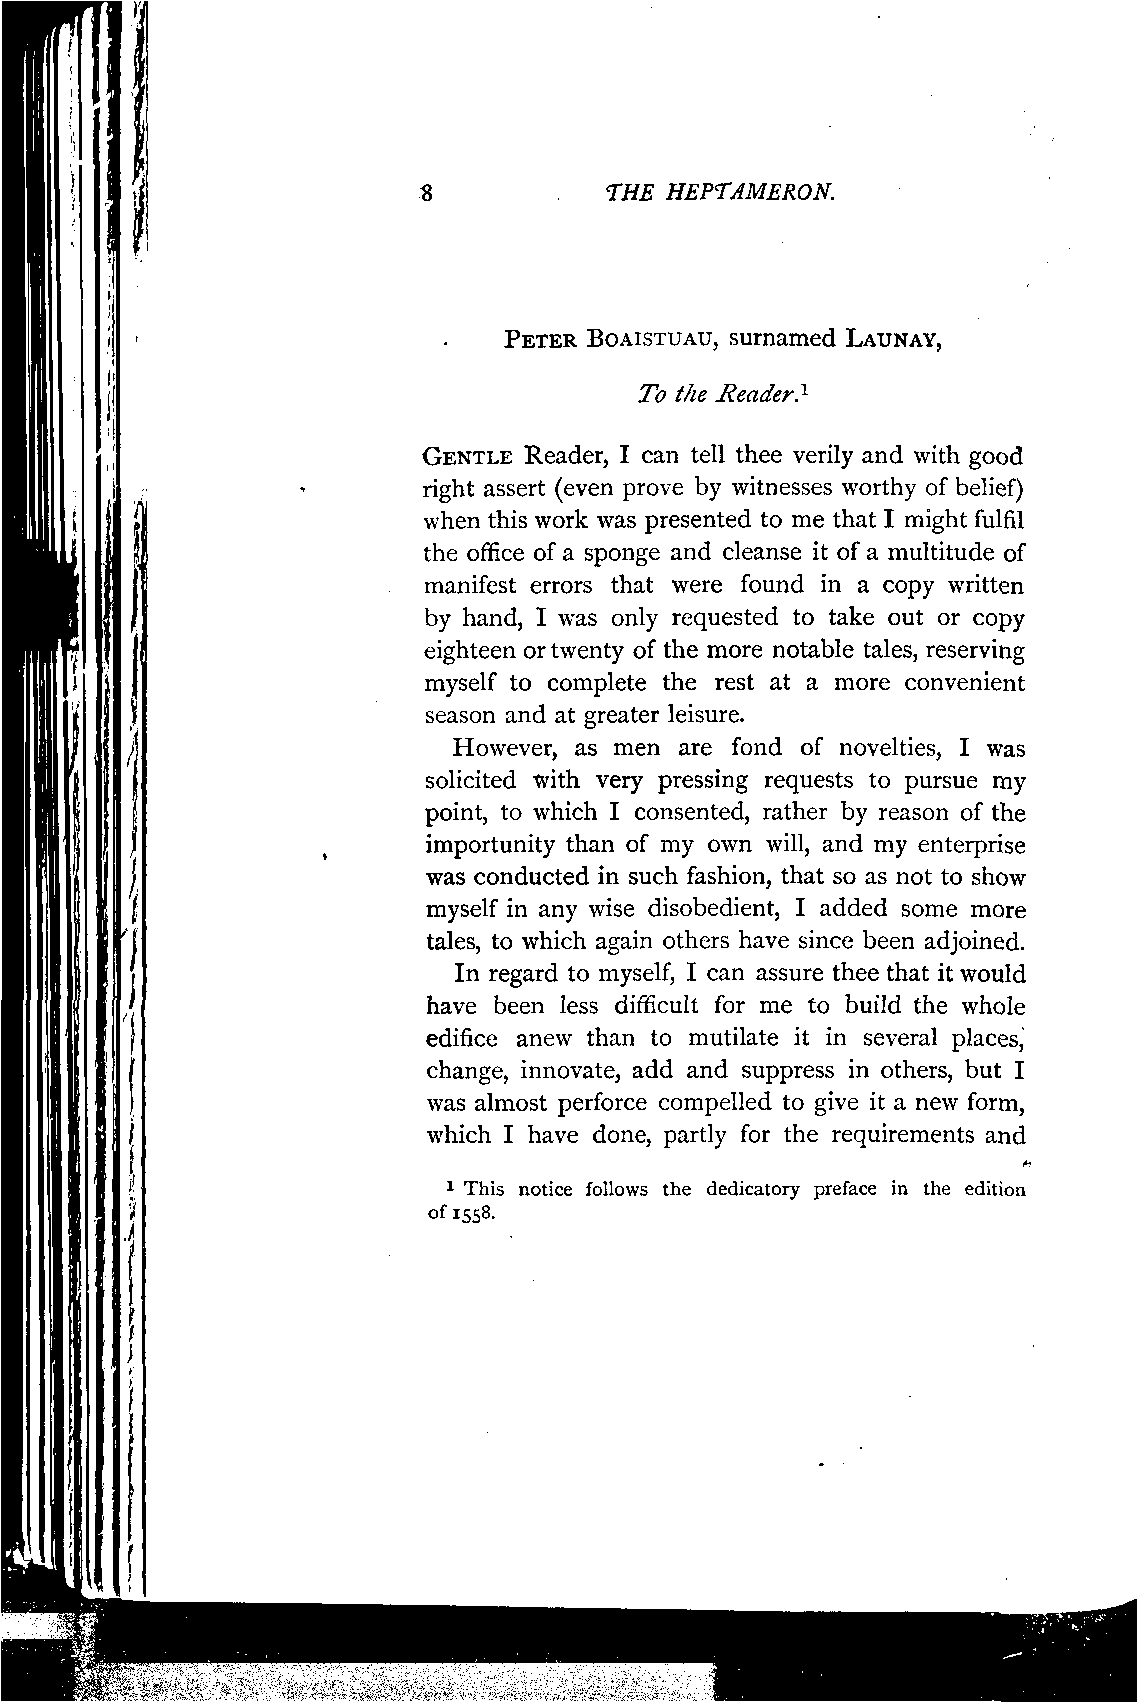 8 THE HEPTAMERON.
PETER BOAISTUAU, surnamed LAUNAY,
To the Reader.¹
GENTLE Reader, I can tell thee verily and with good
right assert (even prove by witnesses worthy of belief)
when this work was presented to me that I might fulfil
the office of a sponge and cleanse it of a multitude of
manifest errors that were found in a copy written
by hand, I was only requested to take out or copy
eighteen or twenty of the more notable tales, reserving
myself to complete the rest at a more convenient
season and at greater leisure.
However, as men are fond of novelties, I was
solicited with very pressing requests to pursue my
point, to which I consented, rather by reason of the
importunity than of my own will, and my enterprise
was conducted in such fashion, that so as not to show
myself in any wise disobedient, I added some more
tales, to which again others have since been adjoined.
In regard to myself, I can assure thee that it would
have been less difficult for me to build the whole
edifice anew than to mutilate it in several places,
change, innovate, add and suppress in others, but I
was almost perforce compelled to give it a new form,
which I have done, partly for the requirements and
¹ This notice follows the dedicatory preface in the edition
of 1558.